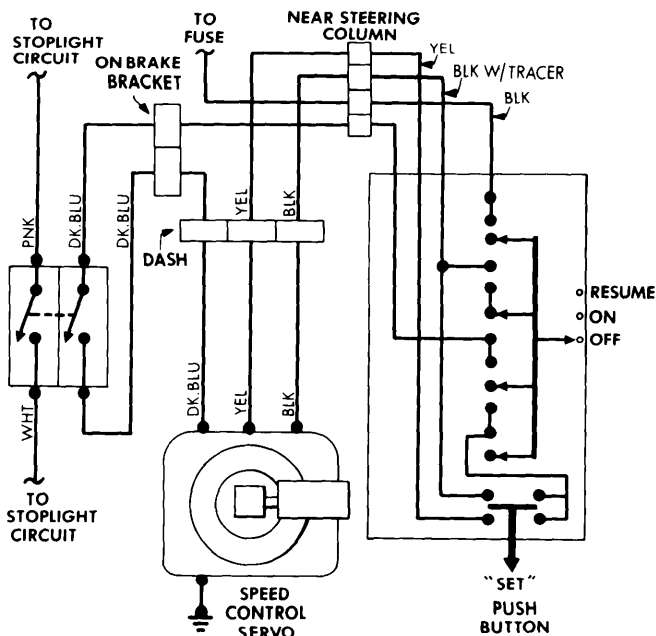 TO
STOPLIGHT
CIRCUIT
TO
FUSE
NEAR STEERING
COLUMN
ON BRAKE
BRACKET
YEL
BLK W/TRACER
BLK
PNK
DK.BLU
DK.BLU
YEL
BLK
DASH
RESUME
ON
OFF
WHT
DK.BLU
YEL
BLK
TO
STOPLIGHT
CIRCUIT
SPEED
CONTROL
SERVO
"SET"
PUSH
BUTTON